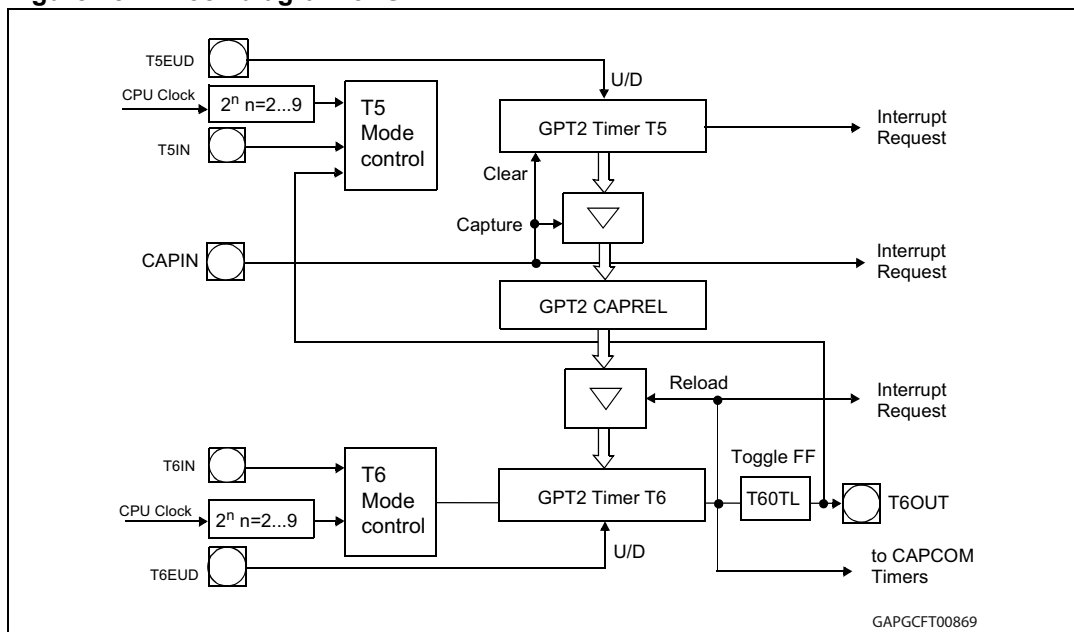 T5EUD
U/D
CPU Clock
2ⁿ n=2...9
T5
Mode
control
GPT2 Timer T5
Interrupt
Request
T5IN
Clear
Capture
CAPIN
Interrupt
Request
GPT2 CAPREL
Reload
Interrupt
Request
T6IN
T6
Mode
control
Toggle FF
GPT2 Timer T6
T60TL
T6OUT
CPU Clock
2ⁿ n=2...9
U/D
T6EUD
to CAPCOM
Timers
GAPGCFT00869